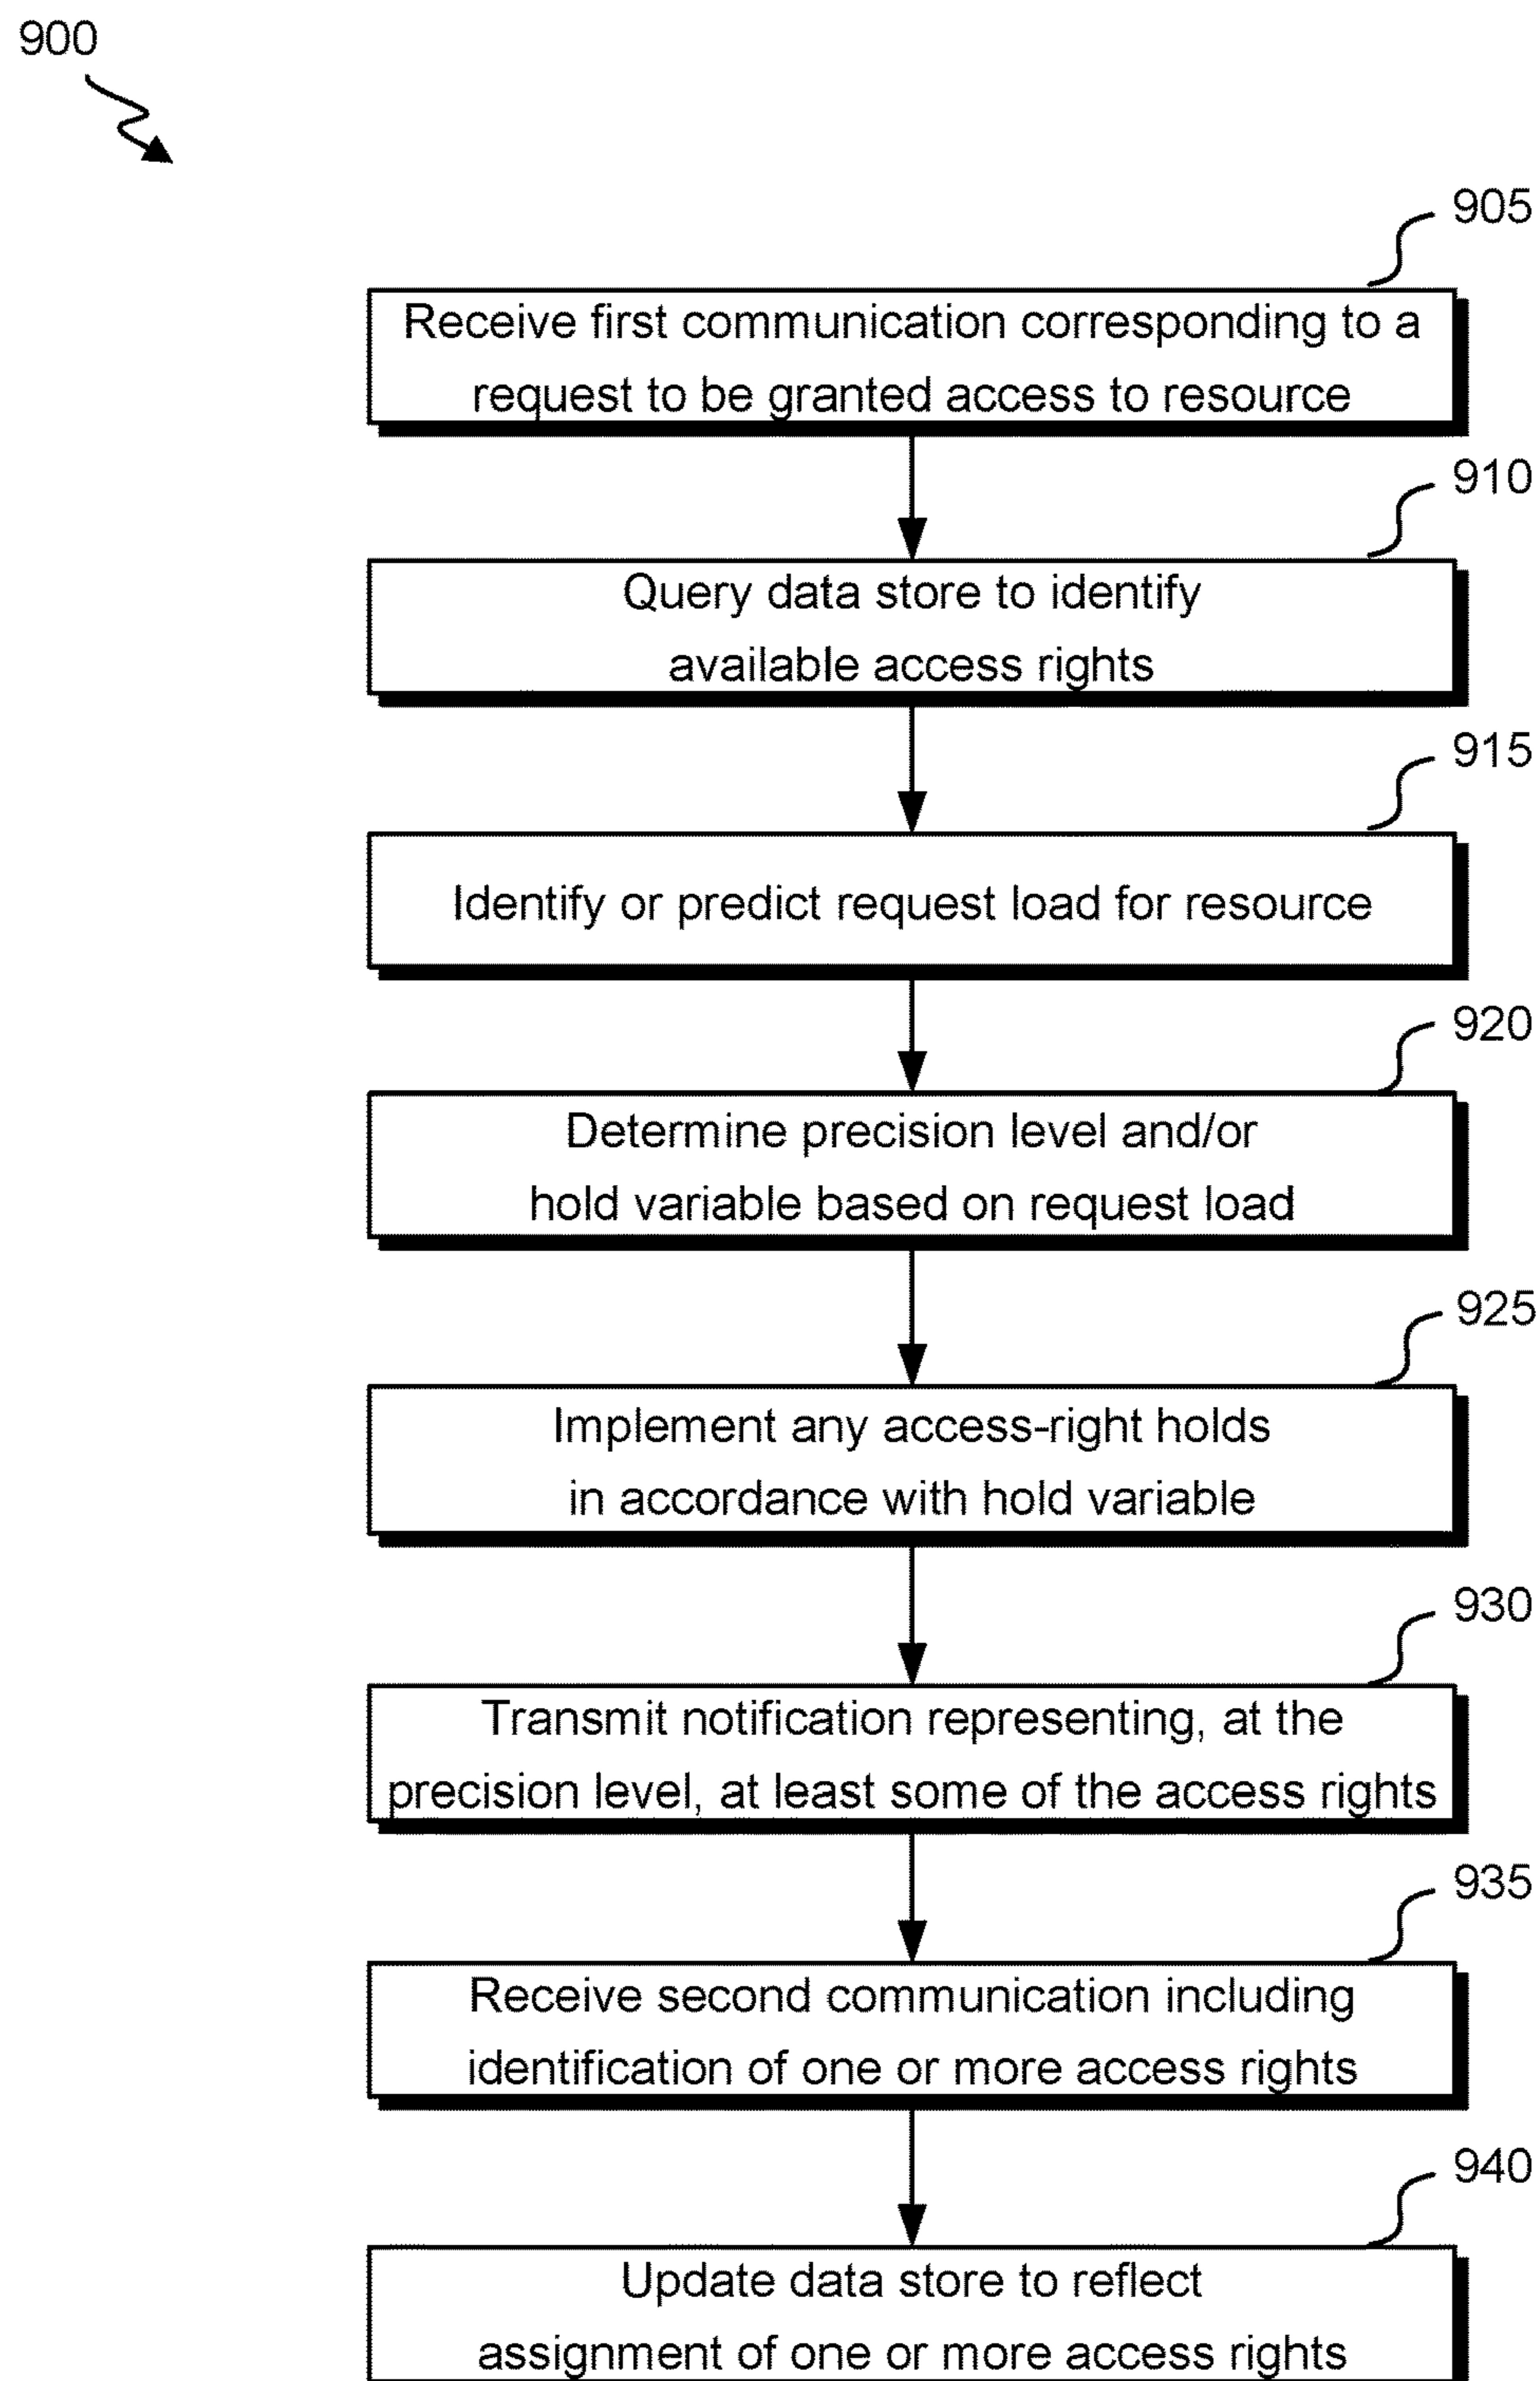 900
905
Receive first communication corresponding to a
request to be granted access to resource
910
Query data store to identify
available access rights
915
Identify or predict request load for resource
920
Determine precision level and/or
hold variable based on request load
925
Implement any access-right holds
in accordance with hold variable
930
Transmit notification representing, at the
precision level, at least some of the access rights
935
Receive second communication including
identification of one or more access rights
940
Update data store to reflect
assignment of one or more access rights